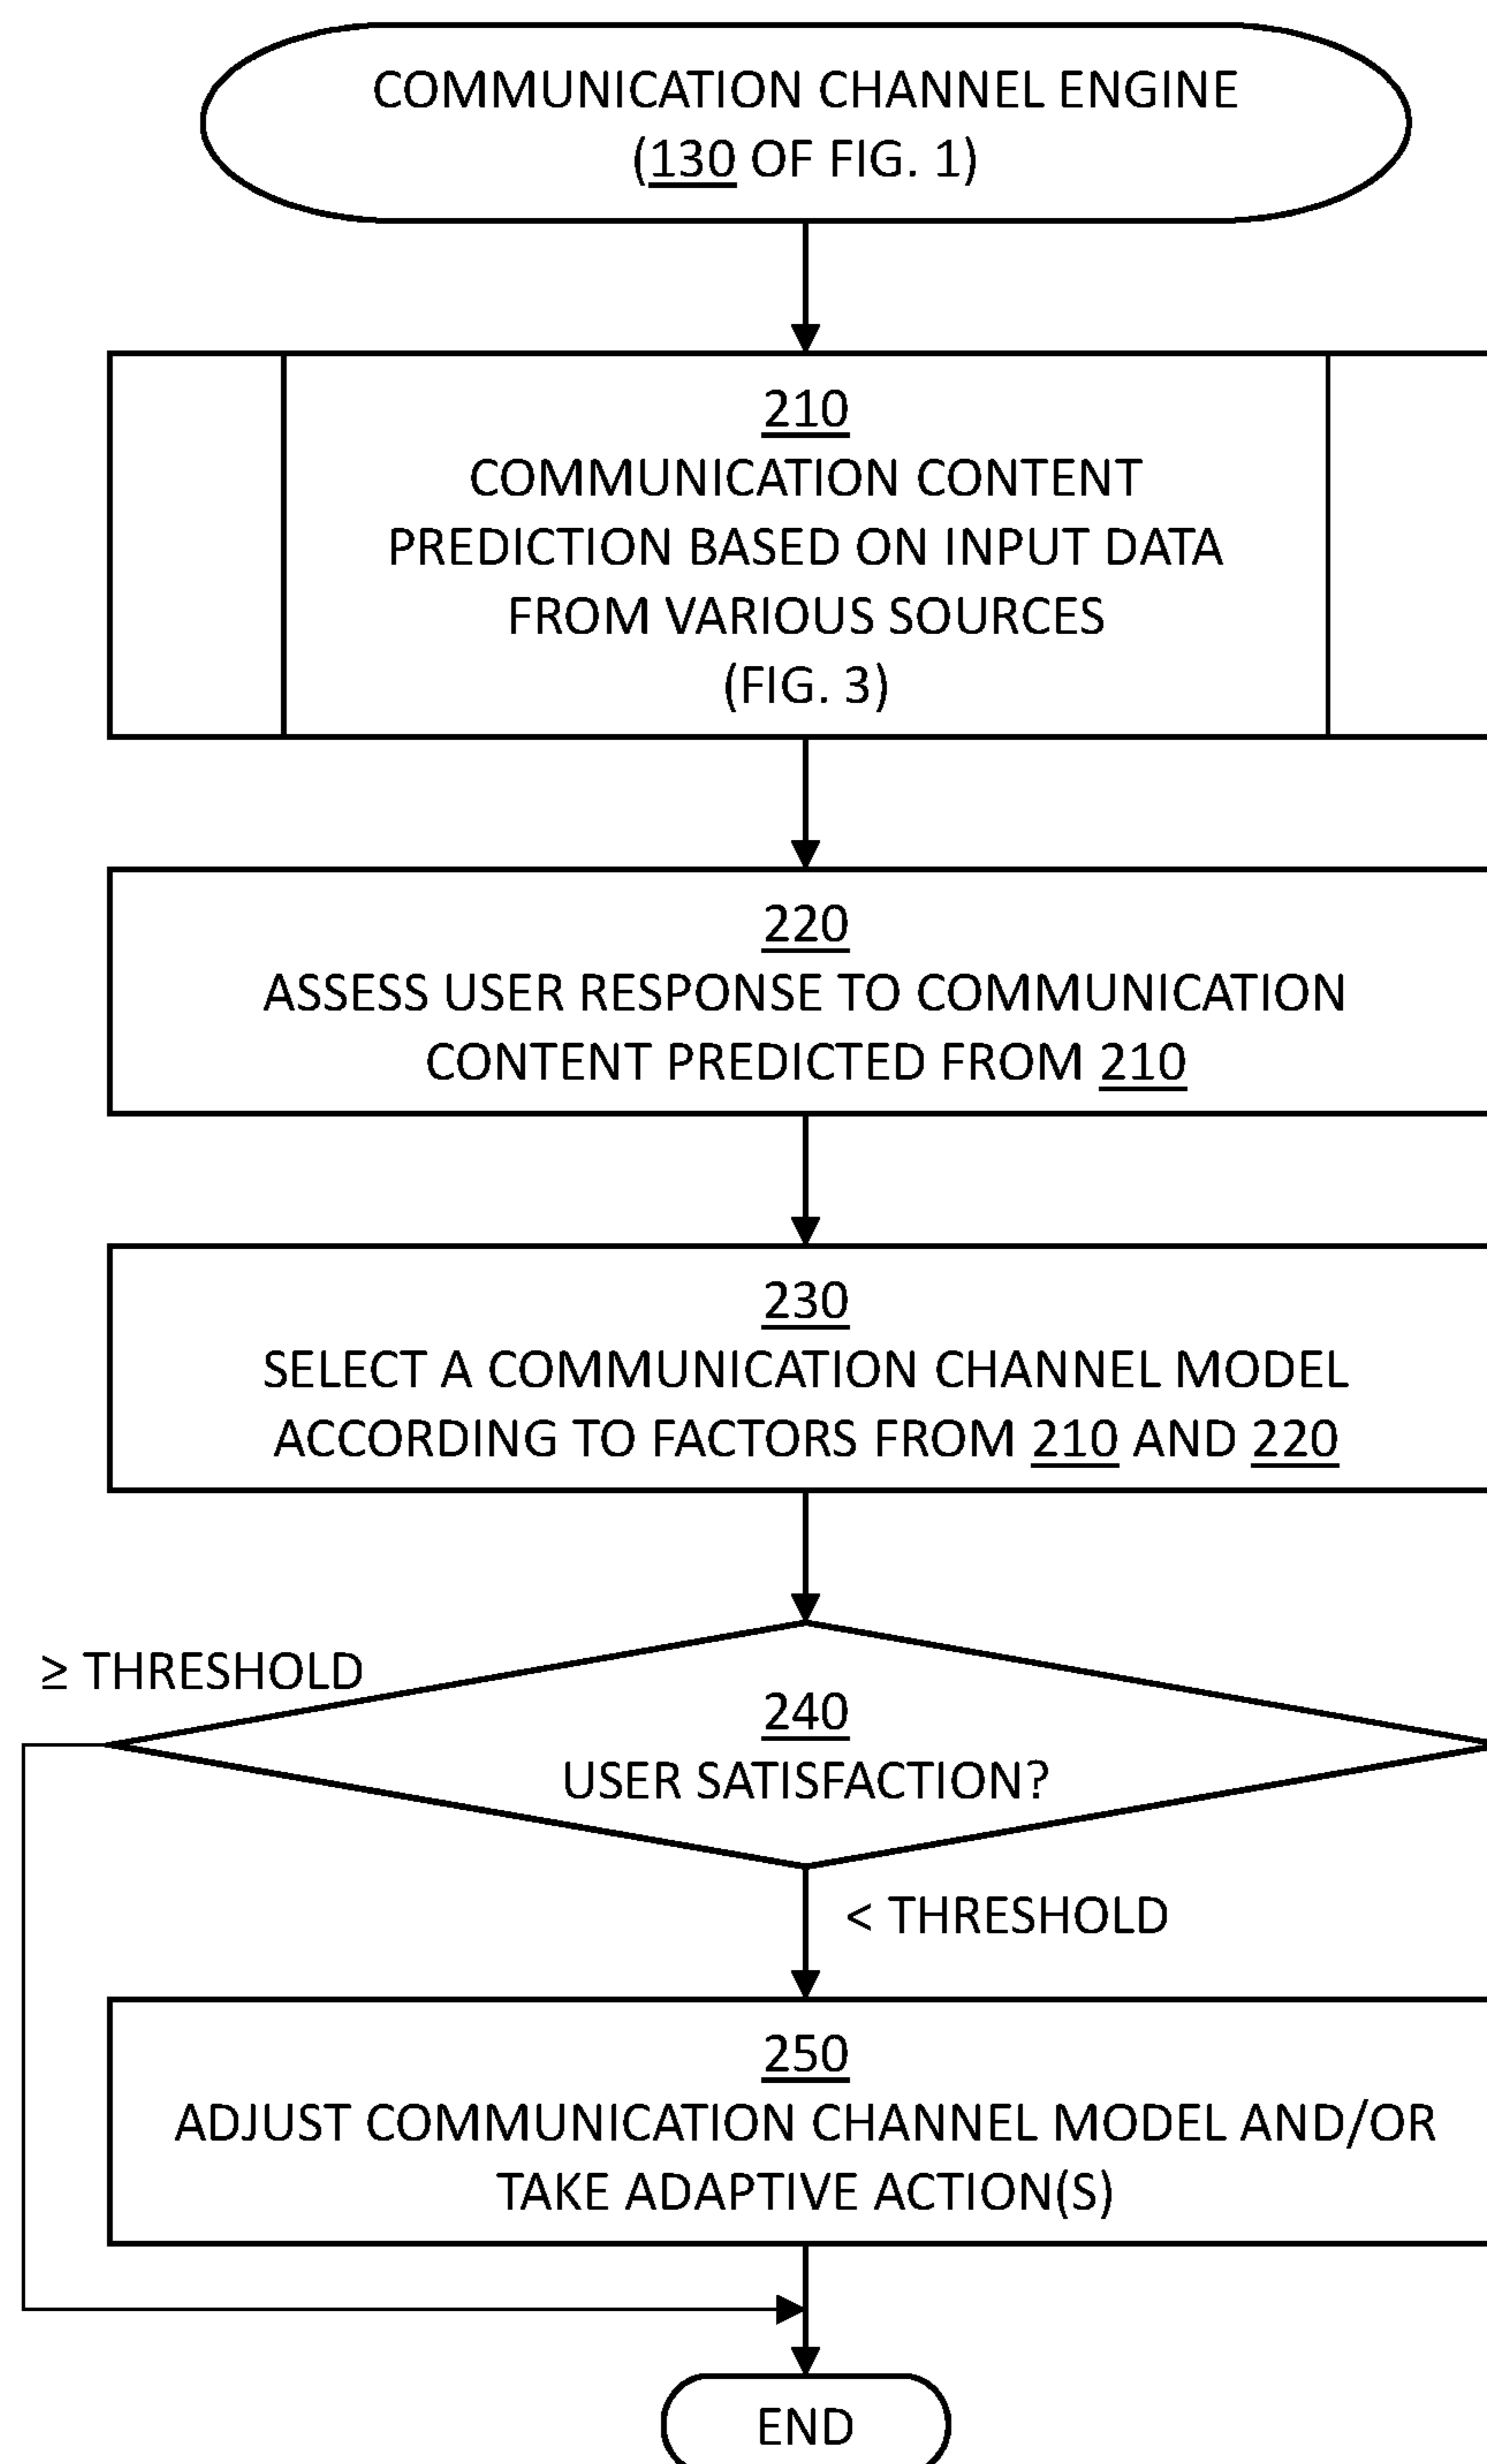 COMMUNICATION CHANNEL ENGINE
(130 OF FIG. 1)
210
COMMUNICATION CONTENT
PREDICTION BASED ON INPUT DATA
FROM VARIOUS SOURCES
(FIG. 3)
220
ASSESS USER RESPONSE TO COMMUNICATION
CONTENT PREDICTED FROM 210
230
SELECT A COMMUNICATION CHANNEL MODEL
ACCORDING TO FACTORS FROM 210 AND 220
≥ THRESHOLD
240
USER SATISFACTION?
< THRESHOLD
250
ADJUST COMMUNICATION CHANNEL MODEL AND/OR
TAKE ADAPTIVE ACTION(S)
END